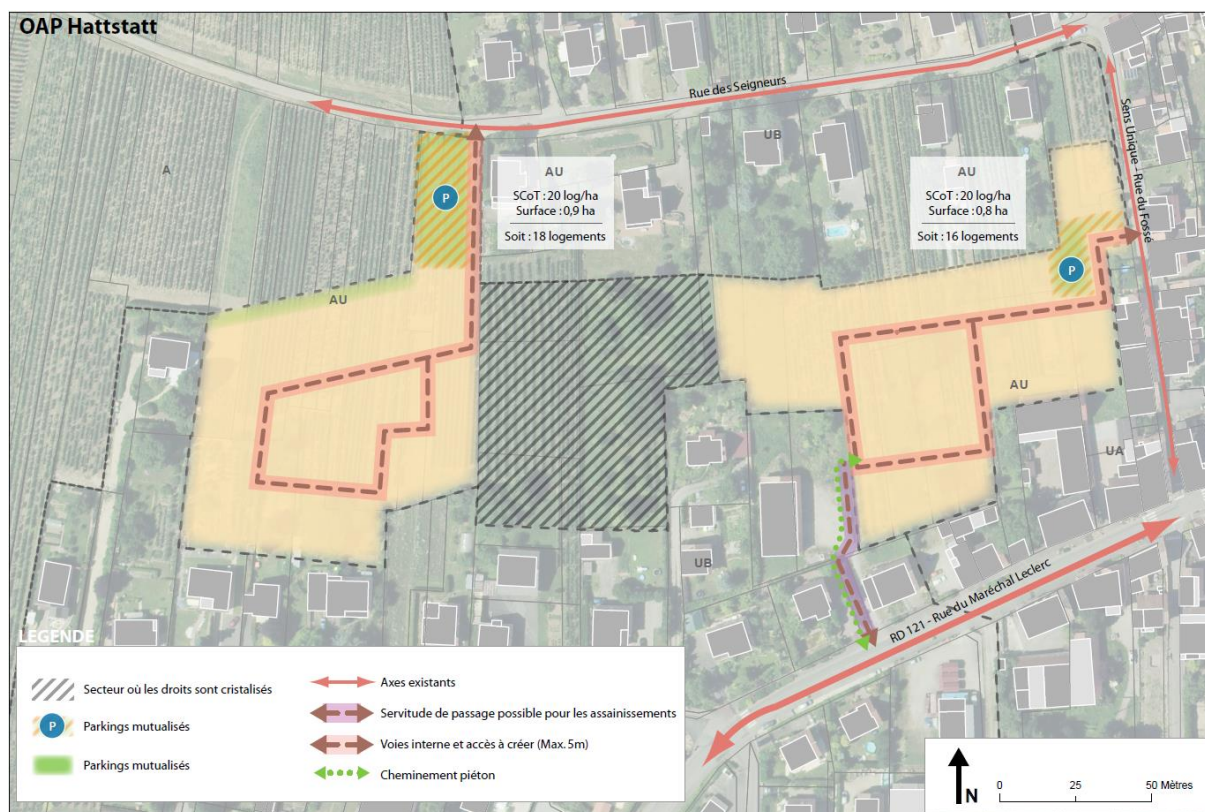 OAP Hattstatt
Rue des Seigneurs
Sens Unique - Rue du Fossé
A
UB
AU
SCoT : 20 log/ha
Surface : 0,9 ha
Soit : 18 logements
AU
SCoT : 20 log/ha
Surface : 0,8 ha
Soit : 16 logements
P
P
AU
AU
UA
UB
RD 121 - Rue du Maréchal Leclerc
LEGENDE
Secteur où les droits sont cristalisés
P
Parkings mutualisés
Parkings mutualisés
Axes existants
Servitude de passage possible pour les assainissements
Voies interne et accès à créer (Max. 5m)
Cheminement piéton
N
0 25 50 Mètres